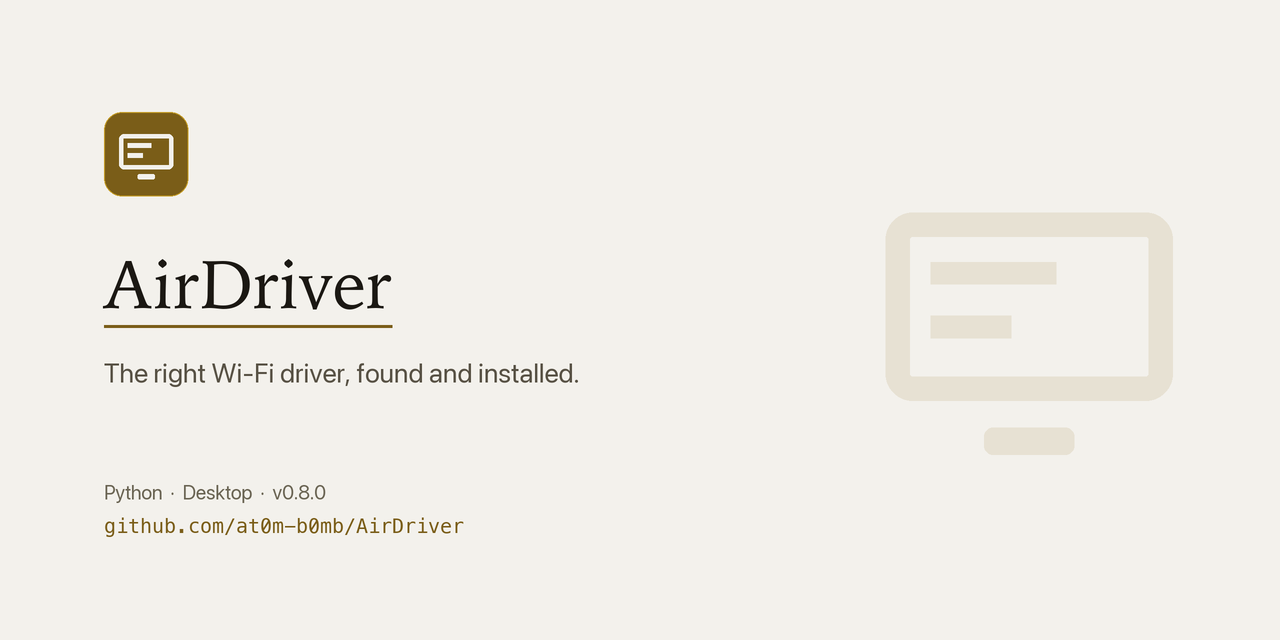 AirDriver
The right Wi-Fi driver, found and installed.
Python · Desktop · v0.8.0
github.com/at0m-b0mb/AirDriver